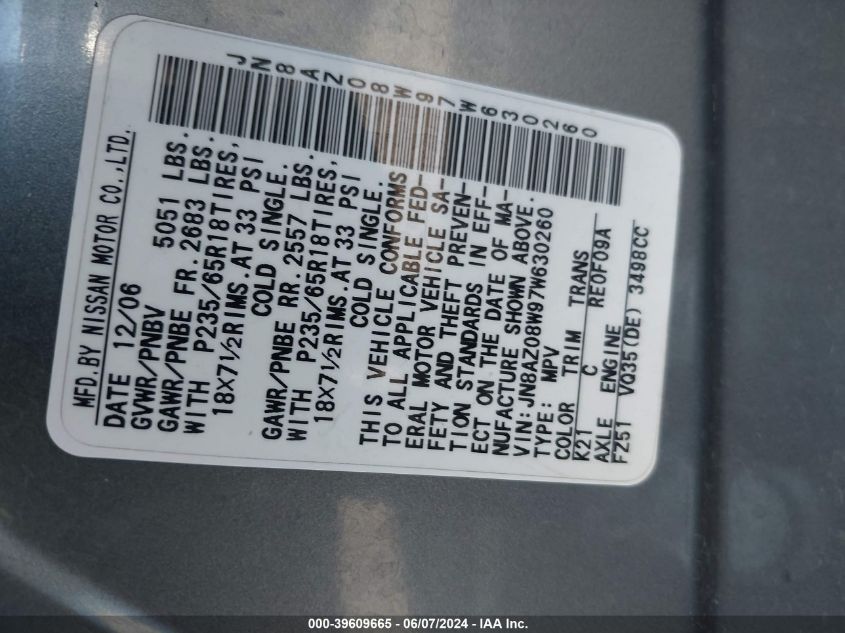 JN8AZ08W97W630260
MFD.BY NISSAN MOTOR CO.,LTD.
DATE 12/06
GVWR/PNBV 5051 LBS.
GAWR/PNBE FR.2683 LBS.
WITH P235/65R18TIRES,
18X7½RIMS.AT 33 PSI
COLD SINGLE.
GAWR/PNBE RR.2557 LBS.
WITH P235/65R18TIRES,
18X7½RIMS.AT 33 PSI
COLD SINGLE.
THIS VEHICLE CONFORMS
TO ALL APPLICABLE FED-
ERAL MOTOR VEHICLE SA-
FETY AND THEFT PREVEN-
TION STANDARDS IN EFF-
ECT ON THE DATE OF MA-
NUFACTURE SHOWN ABOVE.
VIN: JN8AZ08W97W630260
TYPE: MPV
COLOR TRIM TRANS
K21 C RE0F09A
AXLE ENGINE
FZ51 VQ35(DE) 3498CC
000-39609665 - 06/07/2024 - IAA Inc.